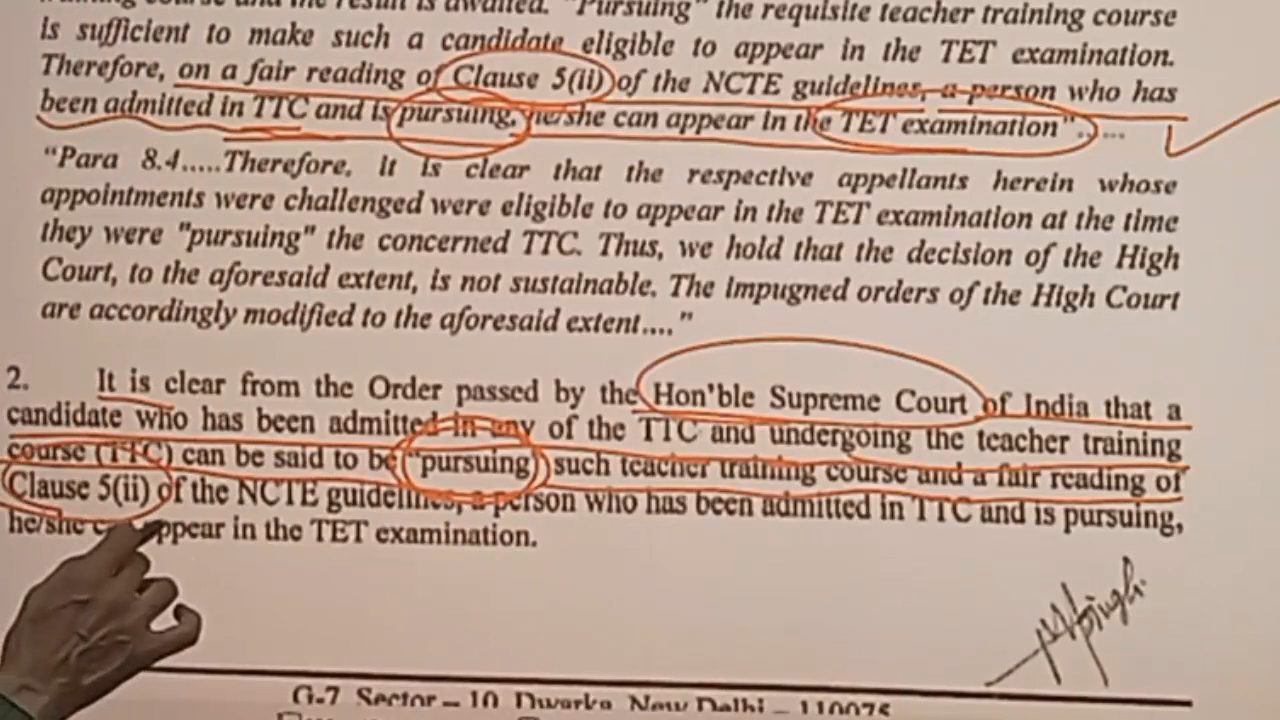 training course and the result is awaited. "Pursuing" the requisite teacher training course
is sufficient to make such a candidate eligible to appear in the TET examination.
Therefore, on a fair reading of Clause 5(ii) of the NCTE guidelines, a person who has
been admitted in TTC and is pursuing, he/she can appear in the TET examination"......
"Para 8.4.....Therefore, it is clear that the respective appellants herein whose
appointments were challenged were eligible to appear in the TET examination at the time
they were "pursuing" the concerned TTC. Thus, we hold that the decision of the High
Court, to the aforesaid extent, is not sustainable. The impugned orders of the High Court
are accordingly modified to the aforesaid extent...."
2. It is clear from the Order passed by the Hon'ble Supreme Court of India that a
candidate who has been admitted in any of the TTC and undergoing the teacher training
course (TTC) can be said to be "pursuing) such teacher training course and a fair reading of
Clause 5(ii) of the NCTE guidelines, a person who has been admitted in TTC and is pursuing,
he/she can appear in the TET examination.
G-7, Sector – 10, Dwarka, New Delhi – 110075